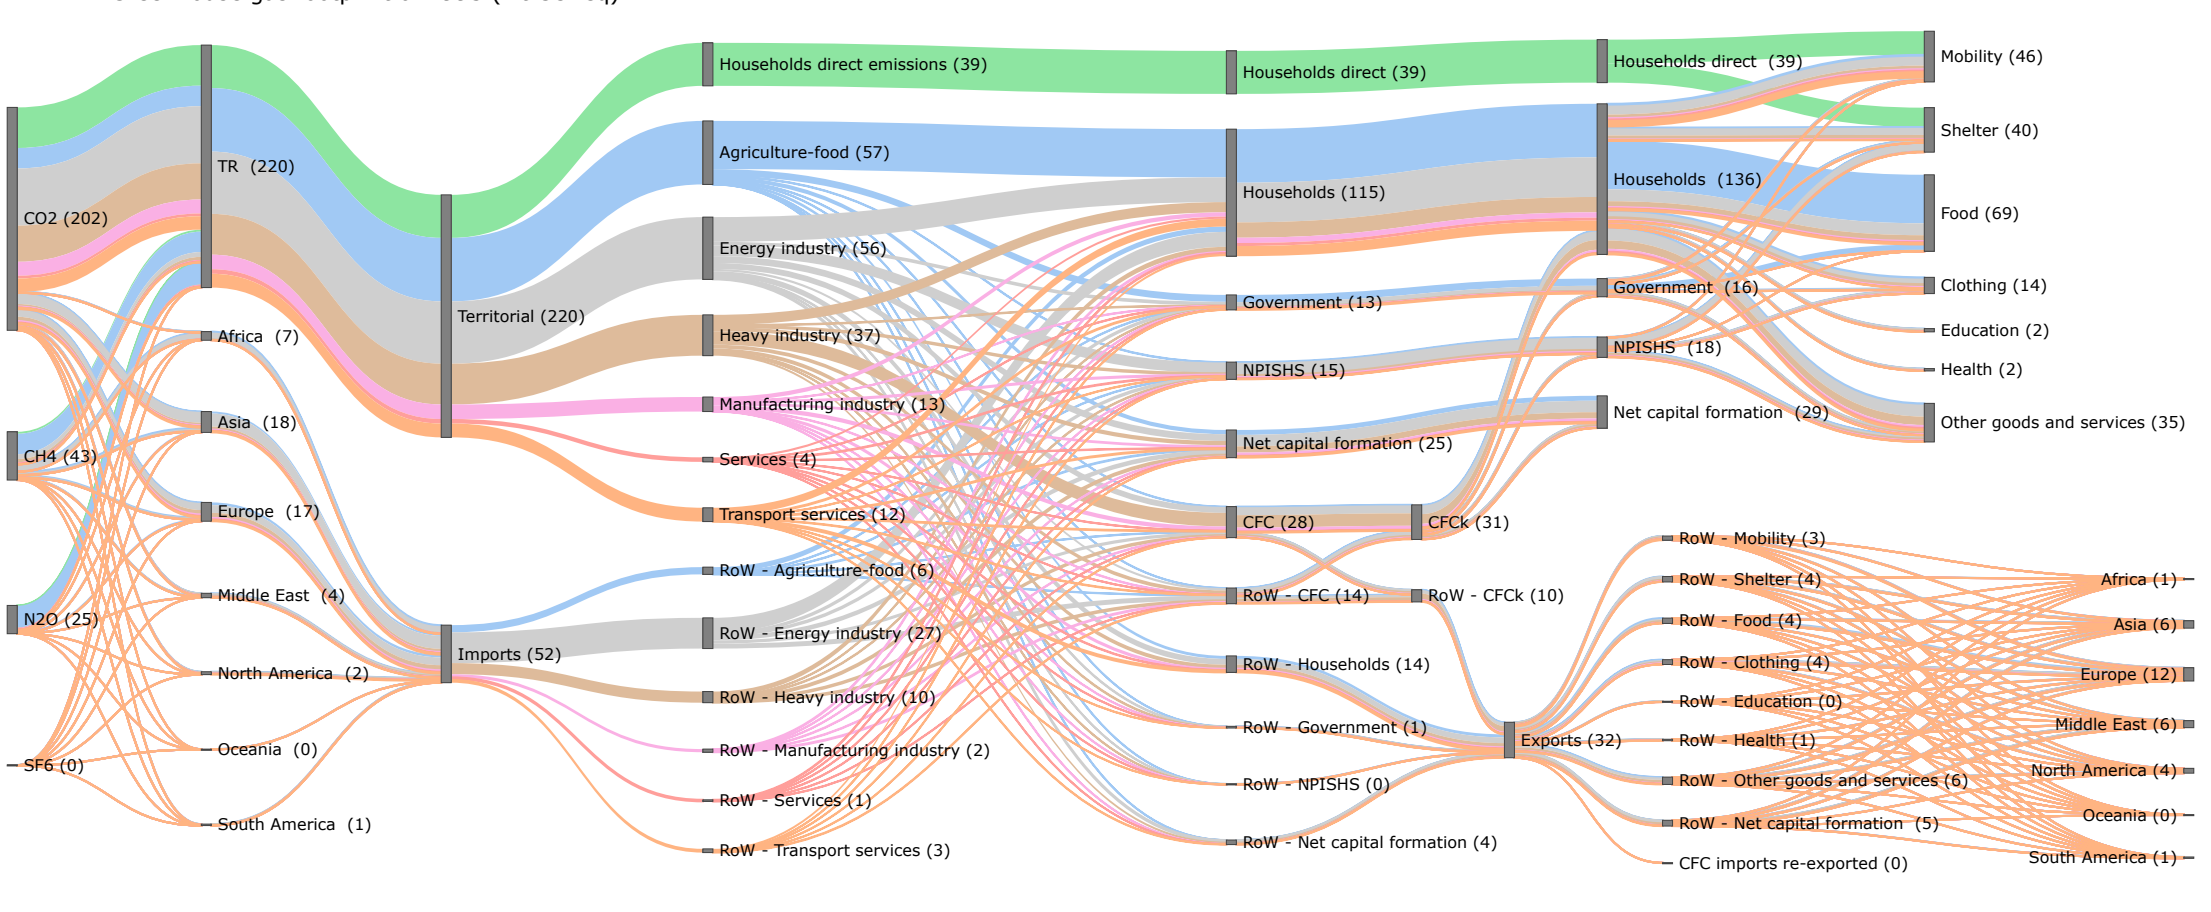 CO2 (202)
CH4 (43)
N2O (25)
SF6 (0)
TR (220)
Africa (7)
Asia (18)
Europe (17)
Middle East (4)
North America (2)
Oceania (0)
South America (1)
Territorial (220)
Imports (52)
Households direct emissions (39)
Agriculture-food (57)
Energy industry (56)
Heavy industry (37)
Manufacturing industry (13)
Services (4)
Transport services (12)
RoW - Agriculture-food (6)
RoW - Energy industry (27)
RoW - Heavy industry (10)
RoW - Manufacturing industry (2)
RoW - Services (1)
RoW - Transport services (3)
Households direct (39)
Households (115)
Government (13)
NPISHS (15)
Net capital formation (25)
CFC (28)
RoW - CFC (14)
RoW - Households (14)
RoW - Government (1)
RoW - NPISHS (0)
RoW - Net capital formation (4)
CFCk (31)
RoW - CFCk (10)
Exports (32)
Households direct (39)
Households (136)
Government (16)
NPISHS (18)
Net capital formation (29)
RoW - Mobility (3)
RoW - Shelter (4)
RoW - Food (4)
RoW - Clothing (4)
RoW - Education (0)
RoW - Health (1)
RoW - Other goods and services (6)
RoW - Net capital formation (5)
CFC imports re-exported (0)
Mobility (46)
Shelter (40)
Food (69)
Clothing (14)
Education (2)
Health (2)
Other goods and services (35)
Africa (1)
Asia (6)
Europe (12)
Middle East (6)
North America (4)
Oceania (0)
South America (1)